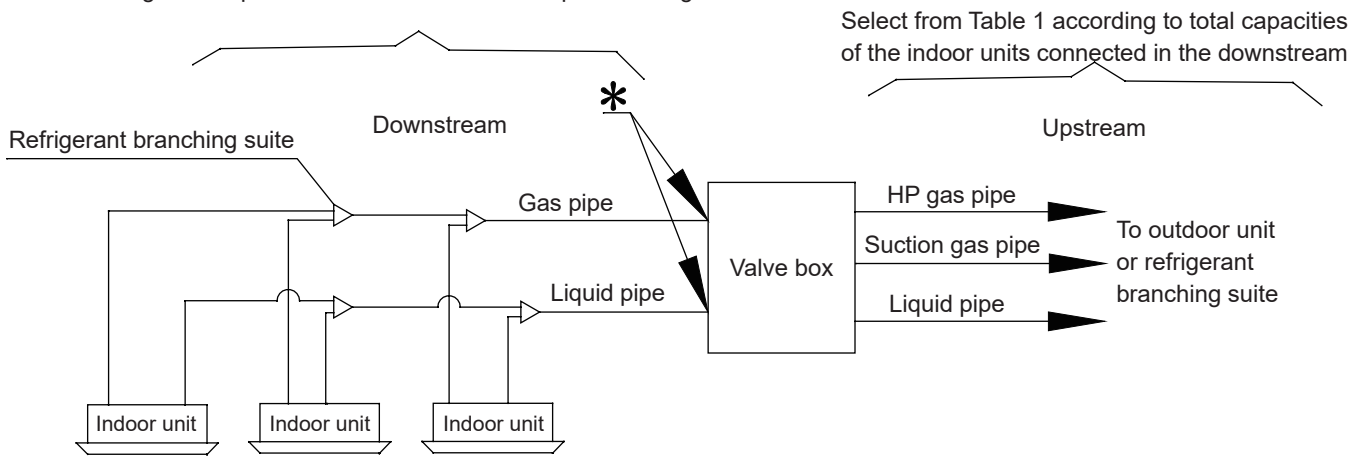 Select from Table 1 according to total capacities
of the indoor units connected in the downstream
*
Downstream
Upstream
Refrigerant branching suite
Gas pipe
HP gas pipe
Suction gas pipe
To outdoor unit
or refrigerant
branching suite
Valve box
Liquid pipe
Liquid pipe
Indoor unit
Indoor unit
Indoor unit